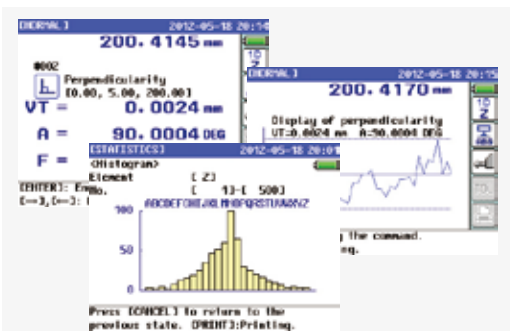 [NORMAL] 2012-05-18 20:14
200.4145 mm
#002
Perpendicularity
[0.00, 5.00, 200.00]
VT = 0.0024 mm
A = 90.0004 DEG
F =
[ENTER]:
[NORMAL] 2012-05-18 20:15
200.4170 mm
Display of perpendicularity
VT=0.0024 mm A=90.0004 DEG
the command.
[STATISTICS] 2012-05-18 20:01
<Histogram>
Element [ Z]
No. [ 1]-[ 500]
100 ABCDEFGHIJKLMNOPQRSTUVWXYZ
50
0
Press [CANCEL] to return to the
previous state. [PRINT]:Printing.